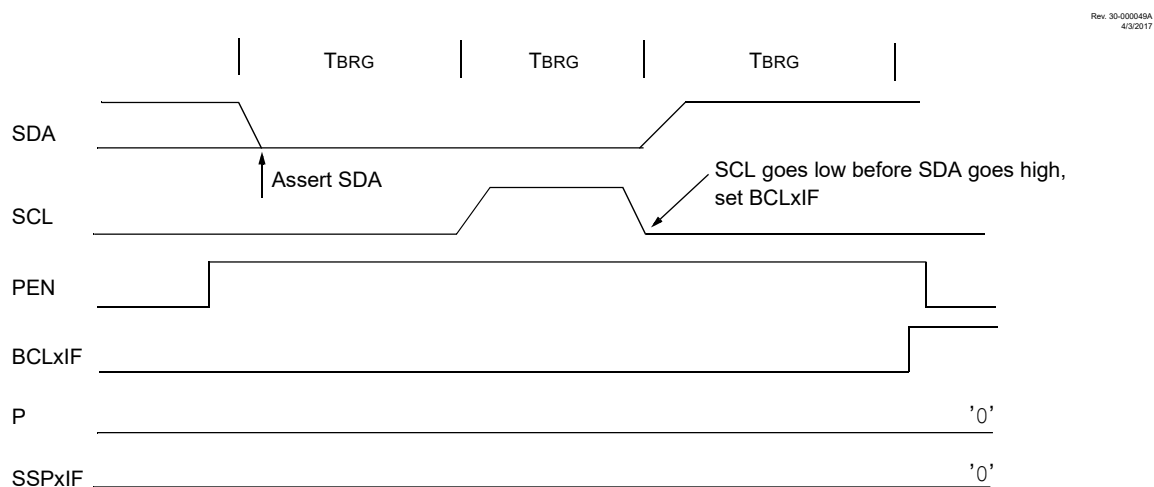 Rev. 30-000049A
4/3/2017
TBRG TBRG TBRG
SDA
Assert SDA
SCL goes low before SDA goes high,
set BCLxIF
SCL
PEN
BCLxIF
P '0'
SSPxIF '0'